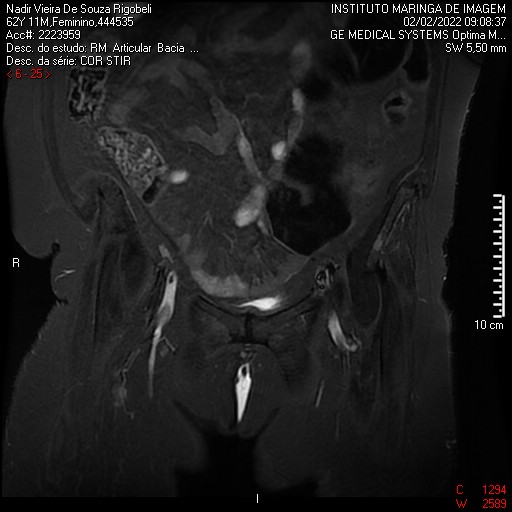 Nadir Vieira De Souza Rigobeli
62Y 11M,Feminino,444535
Acc#: 2223959
Desc. do estudo: RM Articular Bacia ...
Desc. da série: COR STIR
< 6 - 25 >
INSTITUTO MARINGA DE IMAGEM
02/02/2022 09:08:37
GE MEDICAL SYSTEMS Optima M...
SW 5,50 mm
R
10 cm
I
C 1294
W 2589